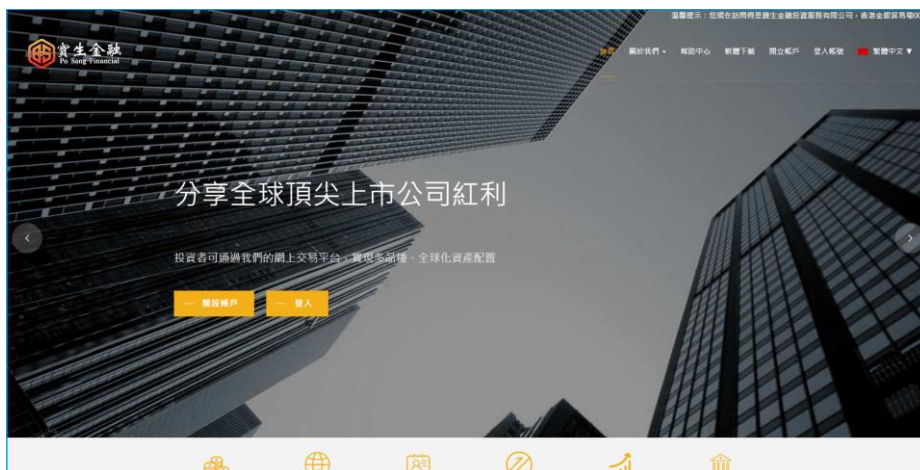 溫馨提示：您現在訪問得是寶生金融投資服務有限公司，香港金銀貿易場
寶生金融
Po Sang Financial
首頁 關於我們 幫助中心 軟體下載 開立帳戶 登入帳號 繁體中文 ▼
分享全球頂尖上市公司紅利
投資者可通過我們的網上交易平台，實現多品種、全球化資產配置
開設帳戶 登入